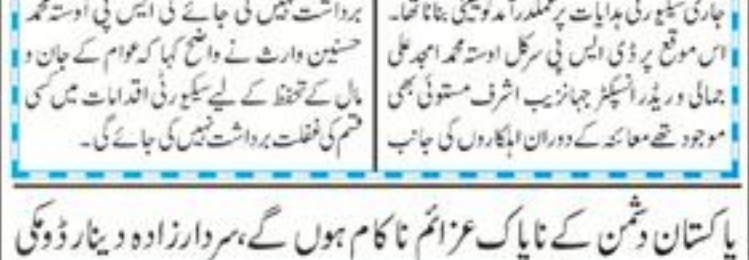 جاری سیکیورٹی ہدایات پر عملدرآمد کو یقینی بنانا تھا۔
اس موقع پر ڈی ایس پی سرکل اوستہ محمد امجد علی
جمالی و ریڈر انسپکٹر جہانزیب اشرف مستوئی بھی
موجود تھے معائنہ کے دوران اہلکاروں کی جانب
برداشت نہیں کی جائے گی ایس پی اوستہ محمد
حسنین وارث نے واضح کہا کہ عوام کے جان و
مال کے تحفظ کے لیے سیکیورٹی اقدامات میں کسی
قسم کی غفلت برداشت نہیں کی جائے گی۔
پاکستان دشمن کے ناپاک عزائم ناکام ہوں گے، سردارزادہ دینار ڈومکی